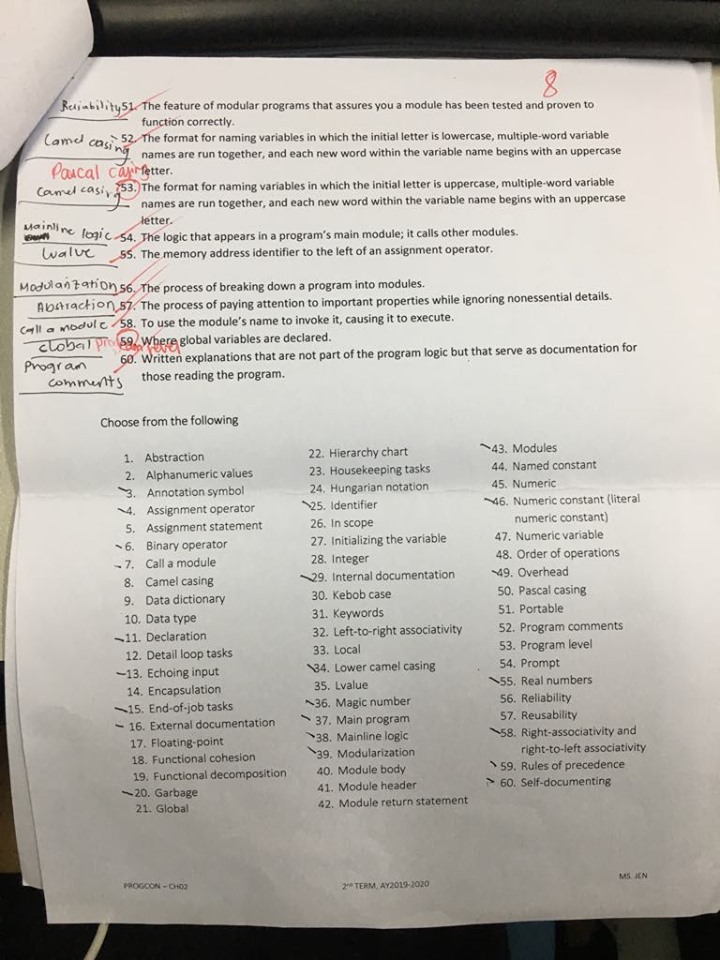 8
Reliability 51. The feature of modular programs that assures you a module has been tested and proven to
function correctly.
Camel casing 52. The format for naming variables in which the initial letter is lowercase, multiple-word variable
names are run together, and each new word within the variable name begins with an uppercase
letter.
Pascal casing
Camel casing 53. The format for naming variables in which the initial letter is uppercase, multiple-word variable
names are run together, and each new word within the variable name begins with an uppercase
letter.
Mainline logic 54. The logic that appears in a program's main module; it calls other modules.
Lvalve 55. The memory address identifier to the left of an assignment operator.
Modularization 56. The process of breaking down a program into modules.
Abstraction 57. The process of paying attention to important properties while ignoring nonessential details.
Call a module 58. To use the module's name to invoke it, causing it to execute.
Global program level 59. Where global variables are declared.
Program comments 60. Written explanations that are not part of the program logic but that serve as documentation for
those reading the program.
Choose from the following
1. Abstraction
2. Alphanumeric values
3. Annotation symbol
4. Assignment operator
5. Assignment statement
6. Binary operator
7. Call a module
8. Camel casing
9. Data dictionary
10. Data type
11. Declaration
12. Detail loop tasks
13. Echoing input
14. Encapsulation
15. End-of-job tasks
16. External documentation
17. Floating-point
18. Functional cohesion
19. Functional decomposition
20. Garbage
21. Global
22. Hierarchy chart
23. Housekeeping tasks
24. Hungarian notation
25. Identifier
26. In scope
27. Initializing the variable
28. Integer
29. Internal documentation
30. Kebob case
31. Keywords
32. Left-to-right associativity
33. Local
34. Lower camel casing
35. Lvalue
36. Magic number
37. Main program
38. Mainline logic
39. Modularization
40. Module body
41. Module header
42. Module return statement
43. Modules
44. Named constant
45. Numeric
46. Numeric constant (literal
numeric constant)
47. Numeric variable
48. Order of operations
49. Overhead
50. Pascal casing
51. Portable
52. Program comments
53. Program level
54. Prompt
55. Real numbers
56. Reliability
57. Reusability
58. Right-associativity and
right-to-left associativity
59. Rules of precedence
60. Self-documenting
PROGCON – CH02
2ND TERM, AY2019-2020
MS. JEN